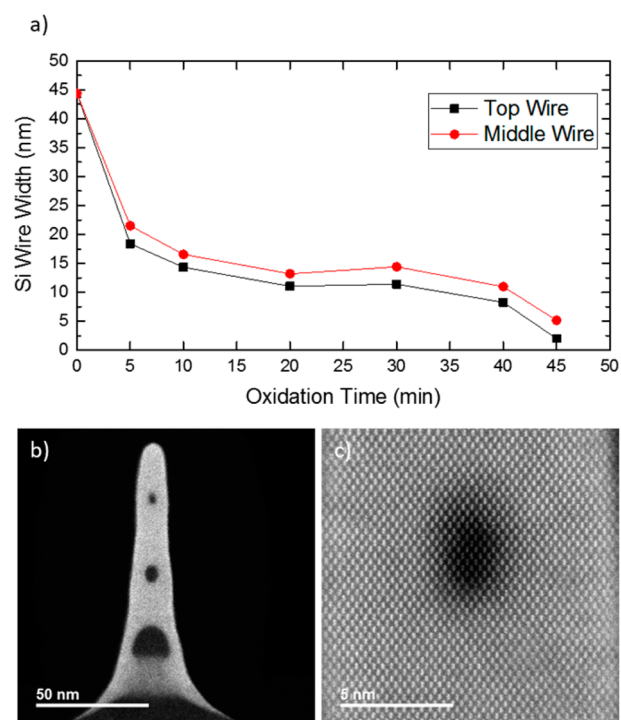 a)
50
45
40
35
30
25
20
15
10
5
0
Si Wire Width (nm)
Top Wire
Middle Wire
0 5 10 15 20 25 30 35 40 45 50
Oxidation Time (min)
b)
50 nm
c)
5 nm